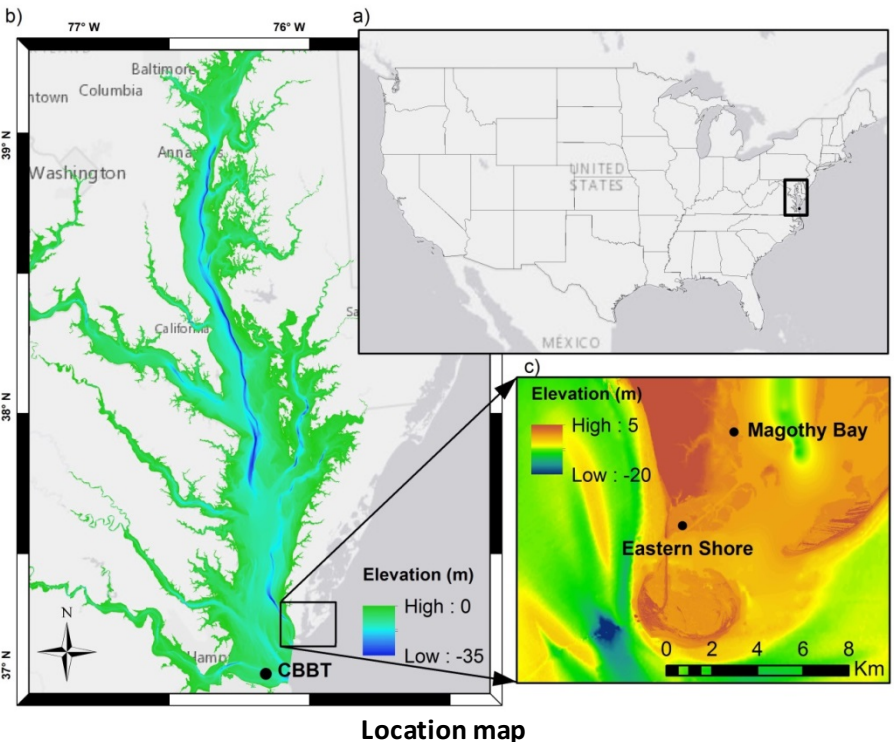 b)
77° W
76° W
a)
Baltimore
ntown
Columbia
39° N
Washington
UNITED
STATES
MÉXICO
California
38° N
c)
Elevation (m)
High : 5
Low : -20
Magothy Bay
Eastern Shore
Elevation (m)
High : 0
Low : -35
N
37° N
Hamp
CBBT
0 2 4 6 8
Km
Location map